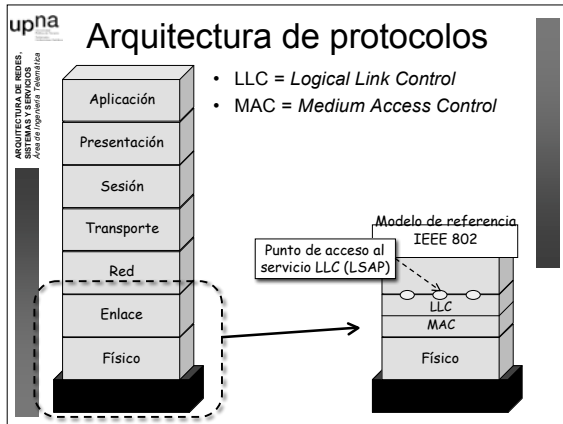 upna
Arquitectura de protocolos
ARQUITECTURA DE REDES,
SISTEMAS Y SERVICIOS
Área de Ingeniería Telemática
• LLC = Logical Link Control
• MAC = Medium Access Control
Aplicación
Presentación
Sesión
Transporte
Red
Enlace
Físico
Punto de acceso al
servicio LLC (LSAP)
Modelo de referencia
IEEE 802
LLC
MAC
Físico